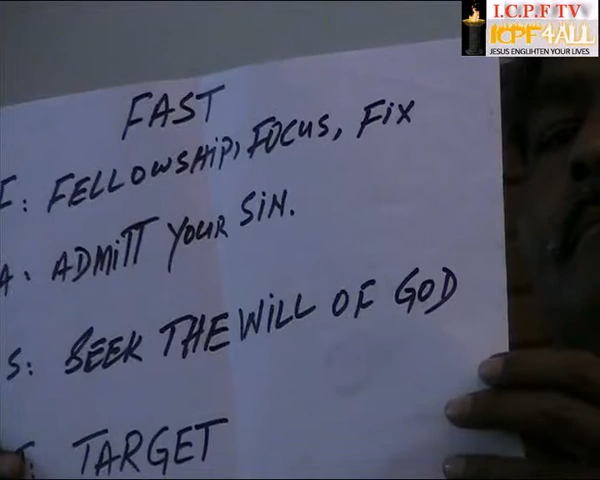 I.C.P.F TV
ICPF4ALL
JESUS ENGLIHTEN YOUR LIVES
FAST
F: FELLOWSHIP, FOCUS, FIX
A: ADMITT YOUR SIN.
S: SEEK THE WILL OF GOD
T: TARGET